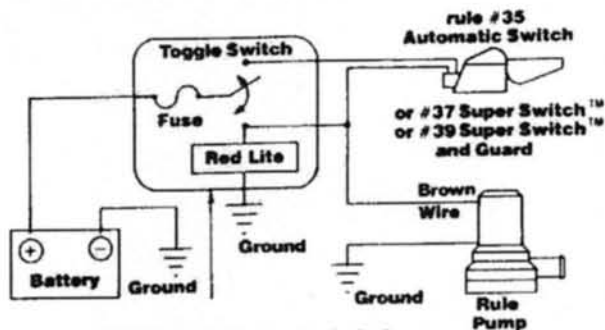 rule #35
Automatic Switch
Toggle Switch
Fuse
or #37 Super Switch™
or #39 Super Switch™
and Guard
Red Lite
Brown
Wire
Ground
+ −
Battery
Ground
Ground
Rule
Pump